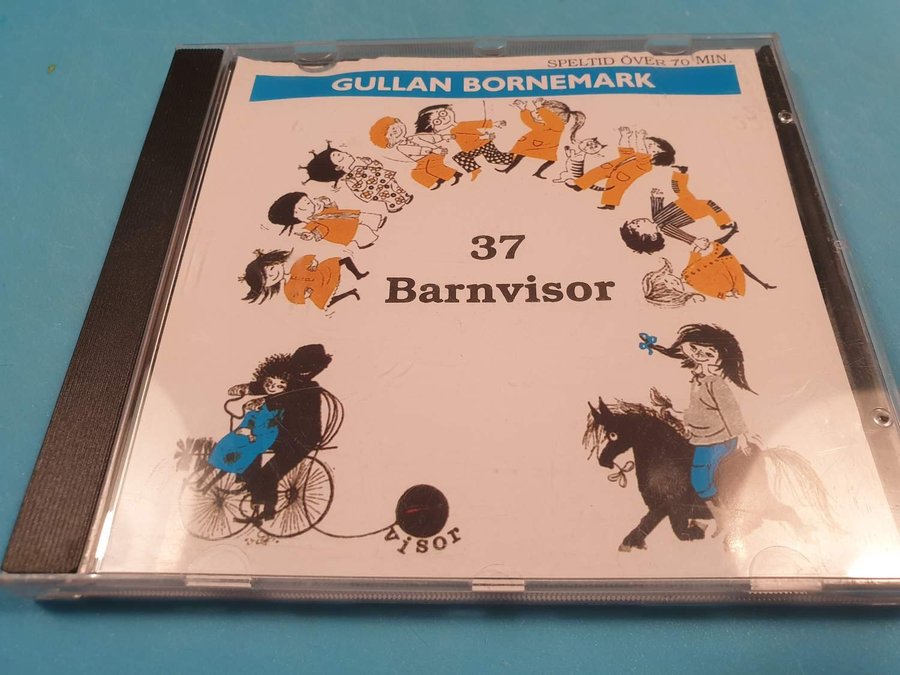 SPELTID ÖVER 70 MIN.
GULLAN BORNEMARK
37
Barnvisor
visor